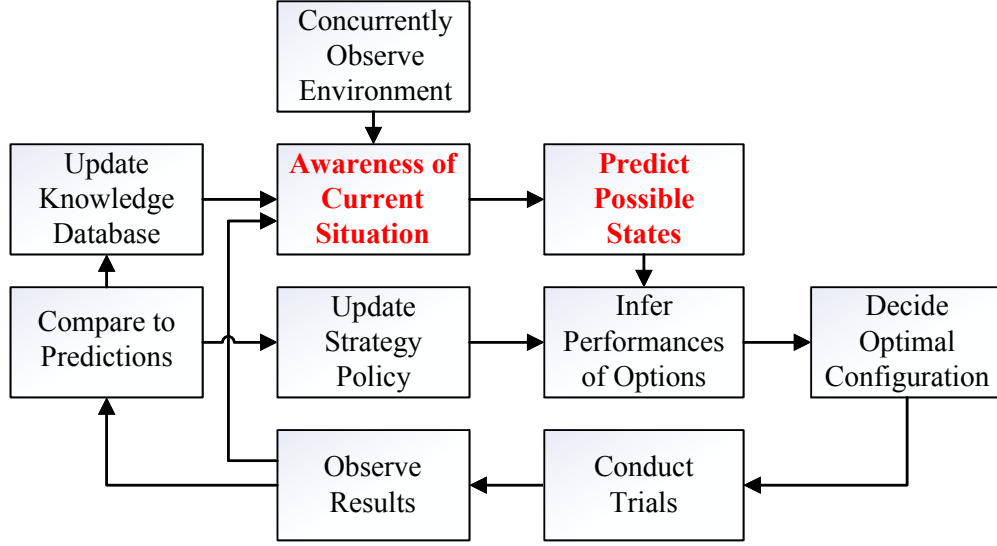 Concurrently
Observe
Environment
Update
Knowledge
Database
Awareness of
Current
Situation
Predict
Possible
States
Compare to
Predictions
Update
Strategy
Policy
Infer
Performances
of Options
Decide
Optimal
Configuration
Observe
Results
Conduct
Trials